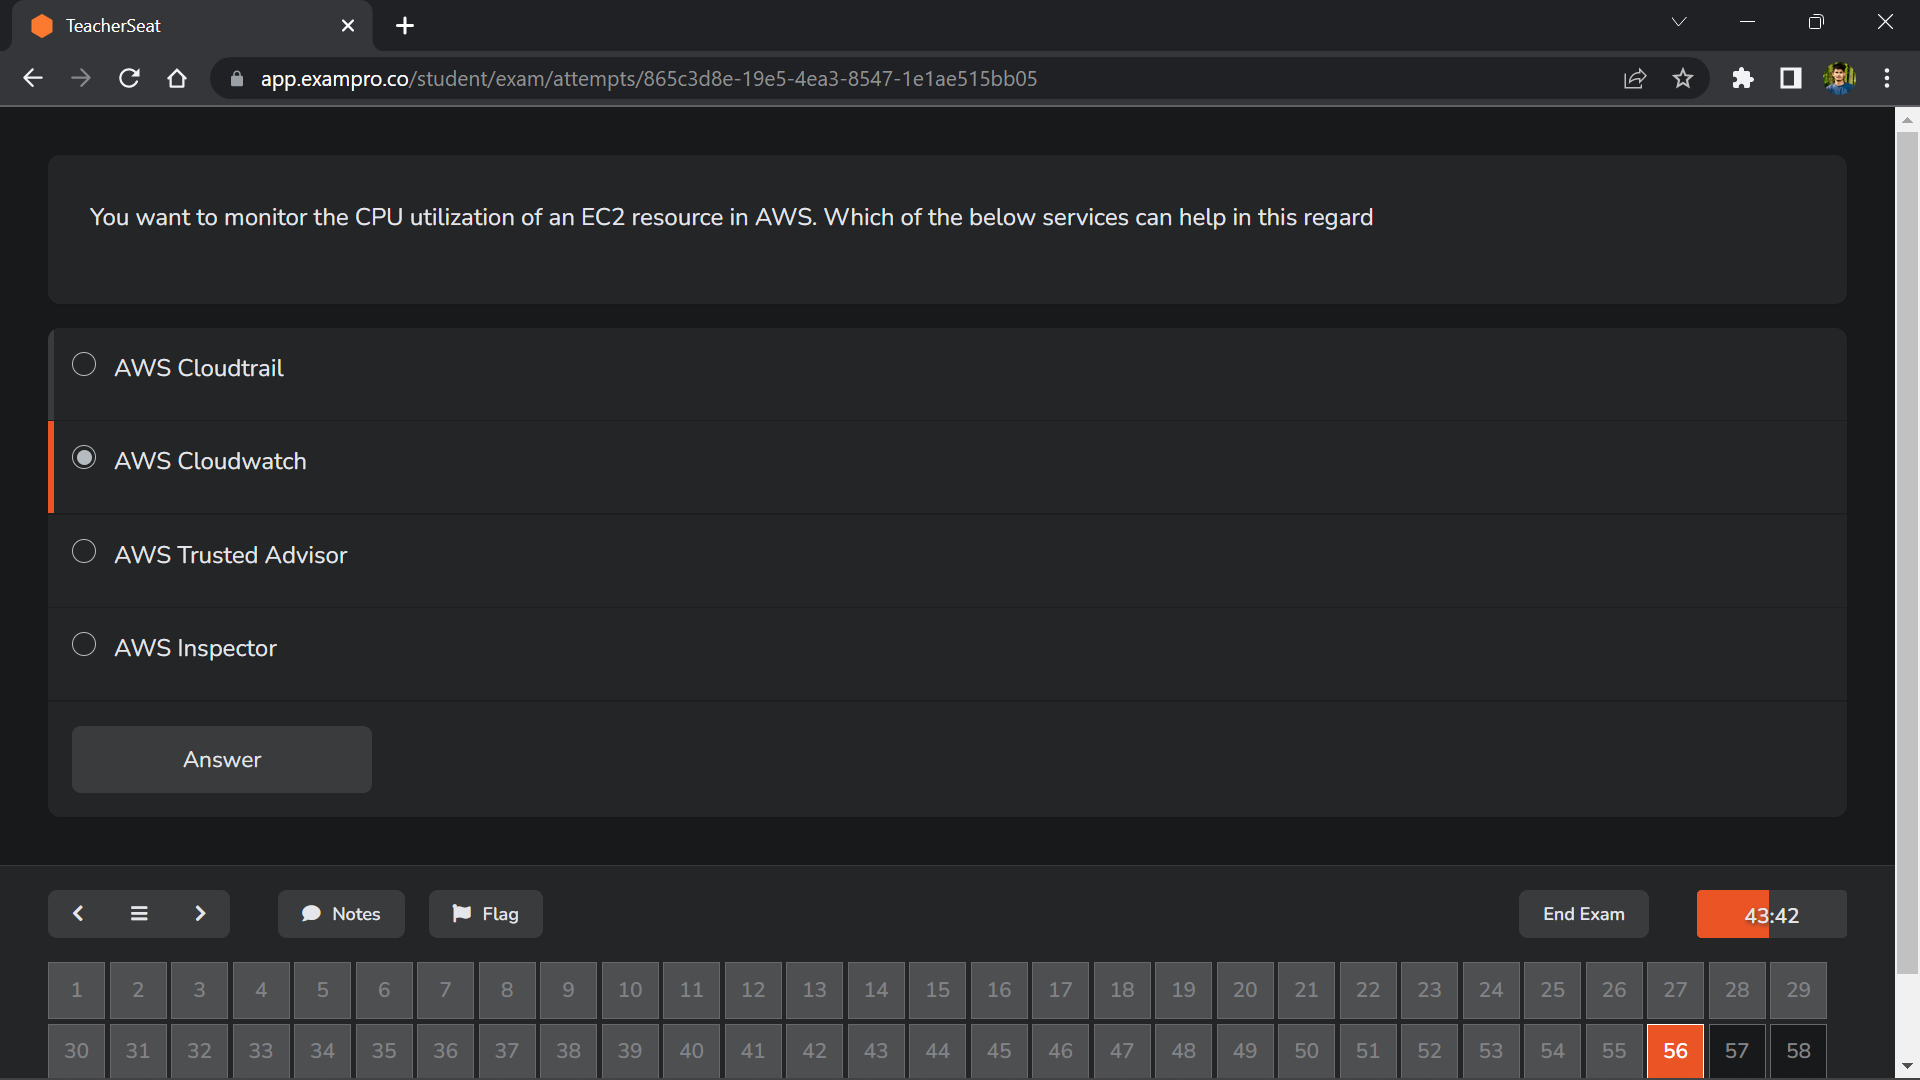 TeacherSeat
app.exampro.co/student/exam/attempts/865c3d8e-19e5-4ea3-8547-1e1ae515bb05
You want to monitor the CPU utilization of an EC2 resource in AWS. Which of the below services can help in this regard
AWS Cloudtrail
AWS Cloudwatch
AWS Trusted Advisor
AWS Inspector
Answer
Notes Flag End Exam 43:42
1 2 3 4 5 6 7 8 9 10 11 12 13 14 15 16 17 18 19 20 21 22 23 24 25 26 27 28 29
30 31 32 33 34 35 36 37 38 39 40 41 42 43 44 45 46 47 48 49 50 51 52 53 54 55 56 57 58